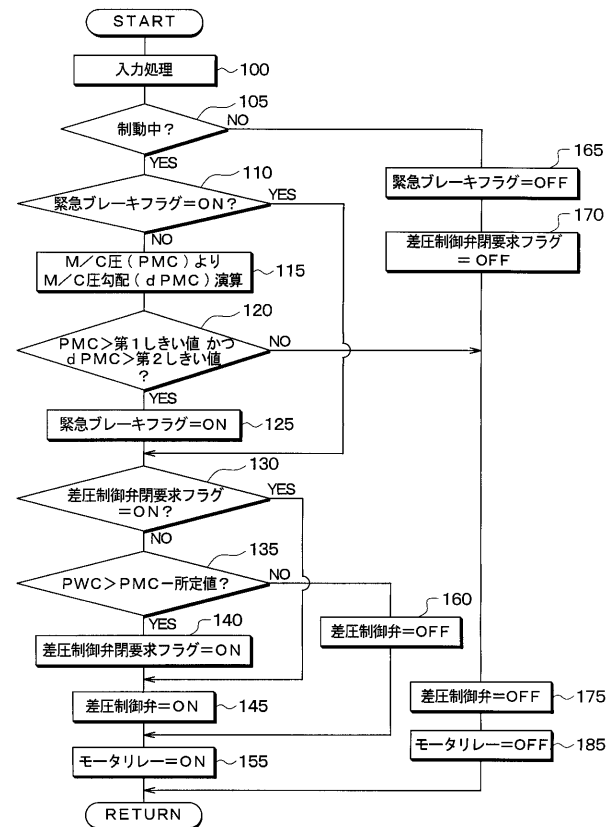 START
入力処理
100
105
制動中？
NO
YES
110
緊急ブレーキフラグ＝ON？
YES
NO
M／C圧（PMC）より
M／C圧勾配（dPMC）演算
115
120
PMC＞第1しきい値 かつ
dPMC＞第2しきい値
？
NO
YES
緊急ブレーキフラグ＝ON
125
130
差圧制御弁閉要求フラグ
＝ON？
YES
NO
135
PWC＞PMC－所定値？
NO
YES
140
差圧制御弁閉要求フラグ＝ON
差圧制御弁＝ON
145
モータリレー＝ON
155
160
差圧制御弁＝OFF
165
緊急ブレーキフラグ＝OFF
170
差圧制御弁閉要求フラグ
＝OFF
差圧制御弁＝OFF
175
モータリレー＝OFF
185
RETURN